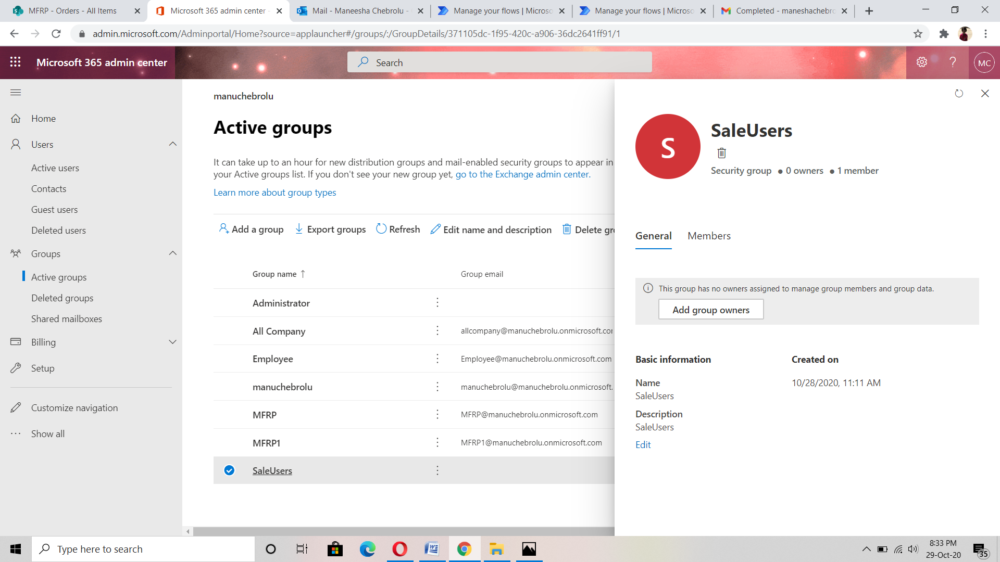 MFRP - Orders - All Items
Microsoft 365 admin center -
Mail - Maneesha Chebrolu -
Manage your flows | Microso
Manage your flows | Microso
Completed - maneshachebro
admin.microsoft.com/Adminportal/Home?source=applauncher#/groups/:/GroupDetails/371105dc-1f95-420c-a906-36dc2641ff91/1
Microsoft 365 admin center
Search
?
MC
Home
Users
Active users
Contacts
Guest users
Deleted users
Groups
Active groups
Deleted groups
Shared mailboxes
Billing
Setup
Customize navigation
Show all
manuchebrolu
Active groups
It can take up to an hour for new distribution groups and mail-enabled security groups to appear in
your Active groups list. If you don't see your new group yet, go to the Exchange admin center.
Learn more about group types
Add a group
Export groups
Refresh
Edit name and description
Delete gr
Group name ↑
Group email
Administrator
All Company
allcompany@manuchebrolu.onmicrosoft.co
Employee
Employee@manuchebrolu.onmicrosoft.com
manuchebrolu
manuchebrolu@manuchebrolu.onmicrosoft.
MFRP
MFRP@manuchebrolu.onmicrosoft.com
MFRP1
MFRP1@manuchebrolu.onmicrosoft.com
SaleUsers
S
SaleUsers
Security group ● 0 owners ● 1 member
General
Members
This group has no owners assigned to manage group members and group data.
Add group owners
Basic information
Created on
Name
10/28/2020, 11:11 AM
SaleUsers
Description
SaleUsers
Edit
Type here to search
8:33 PM
29-Oct-20
35